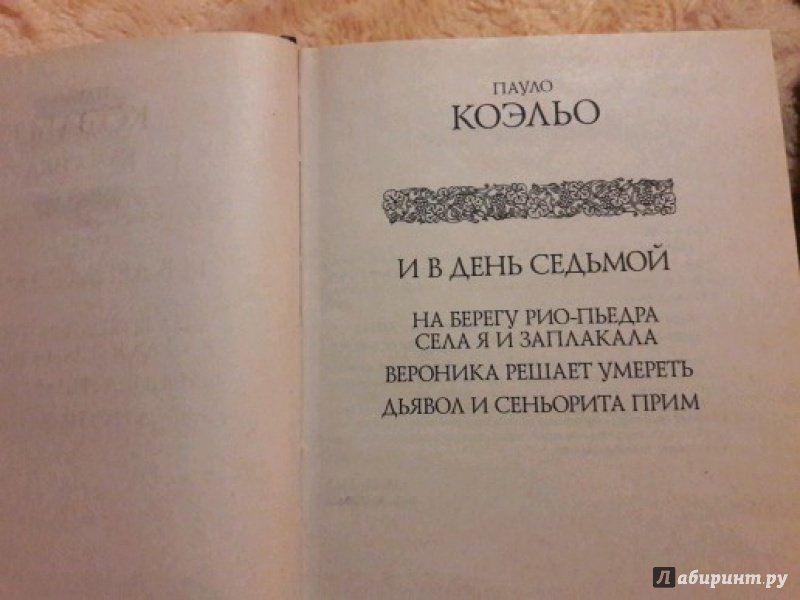 ПАУЛО
КОЭЛЬО
И В ДЕНЬ СЕДЬМОЙ
НА БЕРЕГУ РИО-ПЬЕДРА
СЕЛА Я И ЗАПЛАКАЛА
ВЕРОНИКА РЕШАЕТ УМЕРЕТЬ
ДЬЯВОЛ И СЕНЬОРИТА ПРИМ
Лабиринт.ру